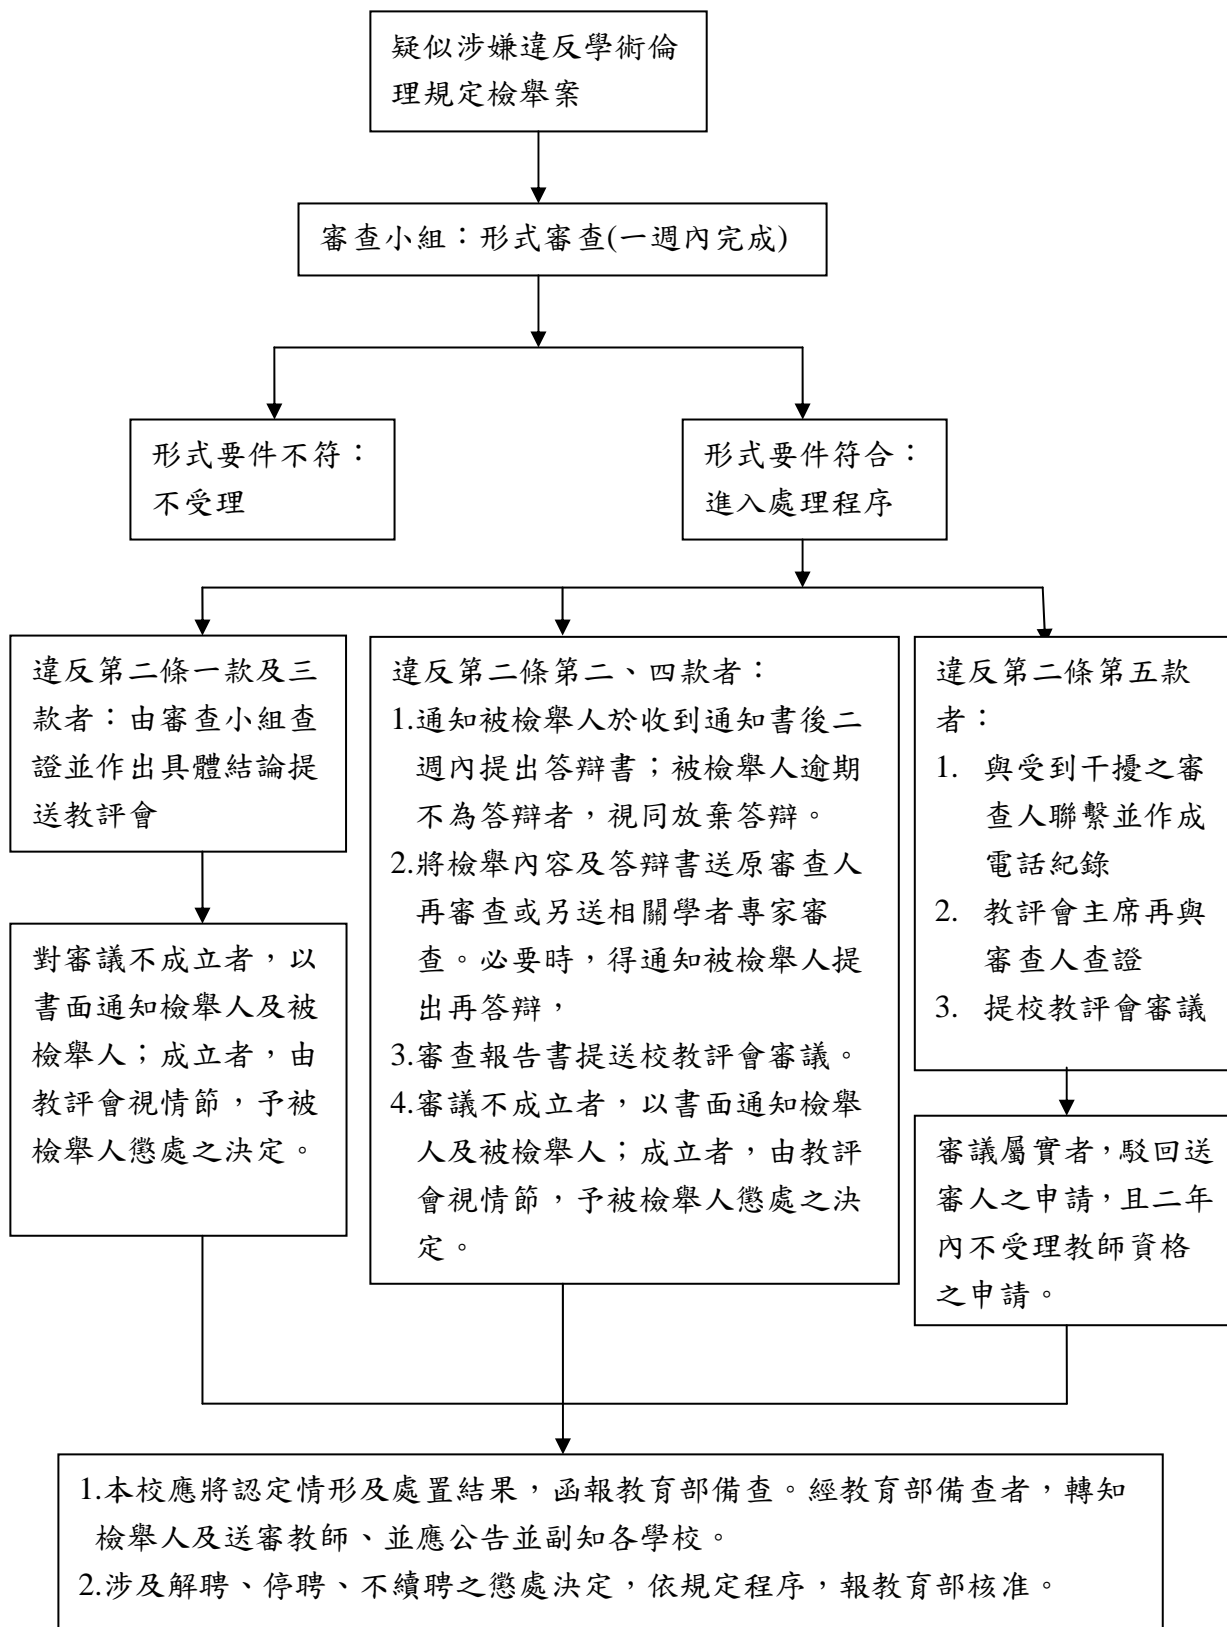 疑似涉嫌違反學術倫
理規定檢舉案
審查小組：形式審查(一週內完成)
形式要件不符：
不受理
形式要件符合：
進入處理程序
違反第二條一款及三
款者：由審查小組查
證並作出具體結論提
送教評會
對審議不成立者，以
書面通知檢舉人及被
檢舉人；成立者，由
教評會視情節，予被
檢舉人懲處之決定。
違反第二條第二、四款者：
1.通知被檢舉人於收到通知書後二
週內提出答辯書；被檢舉人逾期
不為答辯者，視同放棄答辯。
2.將檢舉內容及答辯書送原審查人
再審查或另送相關學者專家審
查。必要時，得通知被檢舉人提
出再答辯，
3.審查報告書提送校教評會審議。
4.審議不成立者，以書面通知檢舉
人及被檢舉人；成立者，由教評
會視情節，予被檢舉人懲處之決
定。
違反第二條第五款
者：
1. 與受到干擾之審
查人聯繫並作成
電話紀錄
2. 教評會主席再與
審查人查證
3. 提校教評會審議
審議屬實者，駁回送
審人之申請，且二年
內不受理教師資格
之申請。
1.本校應將認定情形及處置結果，函報教育部備查。經教育部備查者，轉知
檢舉人及送審教師、並應公告並副知各學校。
2.涉及解聘、停聘、不續聘之懲處決定，依規定程序，報教育部核准。